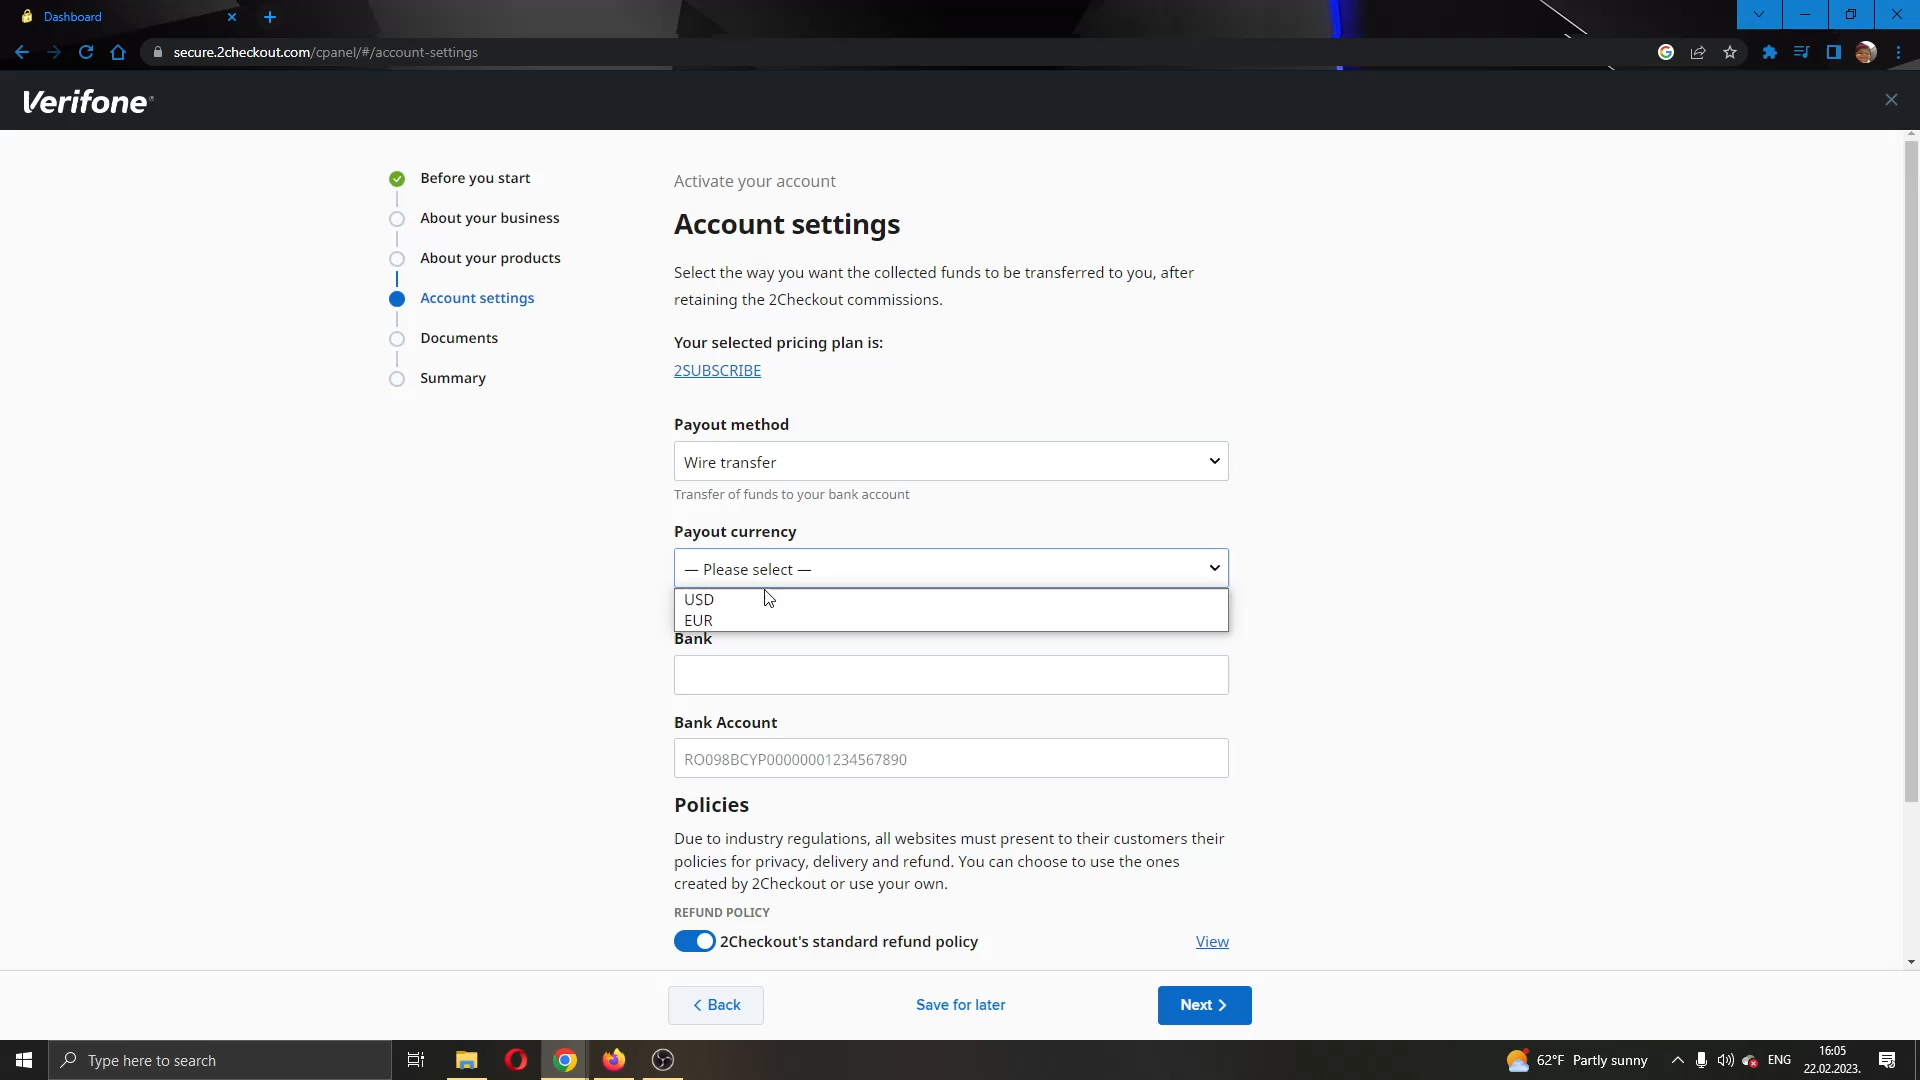 Dashboard
secure.2checkout.com/cpanel/#/account-settings
Verifone
Before you start
About your business
About your products
Account settings
Documents
Summary
Activate your account
Account settings
Select the way you want the collected funds to be transferred to you, after
retaining the 2Checkout commissions.
Your selected pricing plan is:
2SUBSCRIBE
Payout method
Wire transfer
Transfer of funds to your bank account
Payout currency
— Please select —
USD
EUR
Bank
Bank Account
RO098BCYP00000001234567890
Policies
Due to industry regulations, all websites must present to their customers their
policies for privacy, delivery and refund. You can choose to use the ones
created by 2Checkout or use your own.
REFUND POLICY
2Checkout's standard refund policy
View
Back
Save for later
Next
Type here to search
62°F Partly sunny
ENG
16:05
22.02.2023.